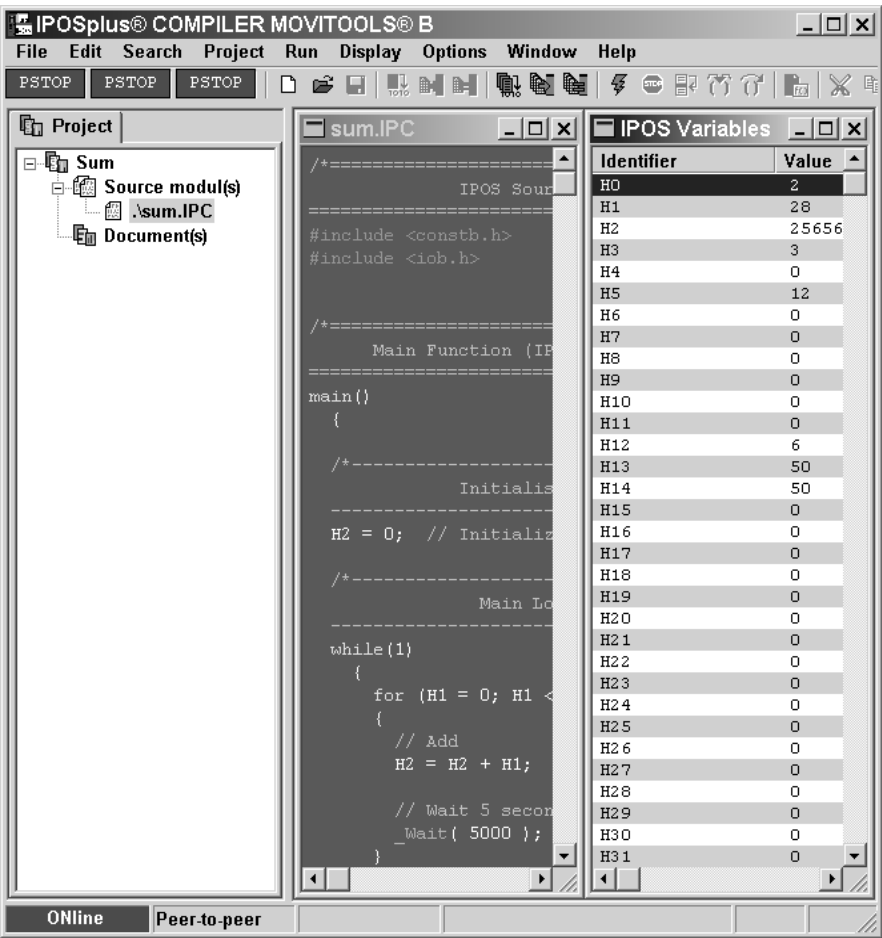 IPOSplus® COMPILER MOVITOOLS® B
File Edit Search Project Run Display Options Window Help
PSTOP PSTOP PSTOP
Project
Sum
Source modul(s)
.\sum.IPC
Document(s)
sum.IPC
/*=====================
IPOS Sour
=======================
#include <constb.h>
#include <iob.h>
/*=====================
Main Function (IP
=======================
main()
{
/*-------------------
Initialis
---------------------
H2 = 0; // Initializ
/*-------------------
Main Lo
---------------------
while(1)
{
for (H1 = 0; H1 <
{
// Add
H2 = H2 + H1;
// Wait 5 secon
_Wait( 5000 );
}
IPOS Variables
Identifier Value
H0 2
H1 28
H2 25656
H3 3
H4 0
H5 12
H6 0
H7 0
H8 0
H9 0
H10 0
H11 0
H12 6
H13 50
H14 50
H15 0
H16 0
H17 0
H18 0
H19 0
H20 0
H21 0
H22 0
H23 0
H24 0
H25 0
H26 0
H27 0
H28 0
H29 0
H30 0
H31 0
ONline Peer-to-peer